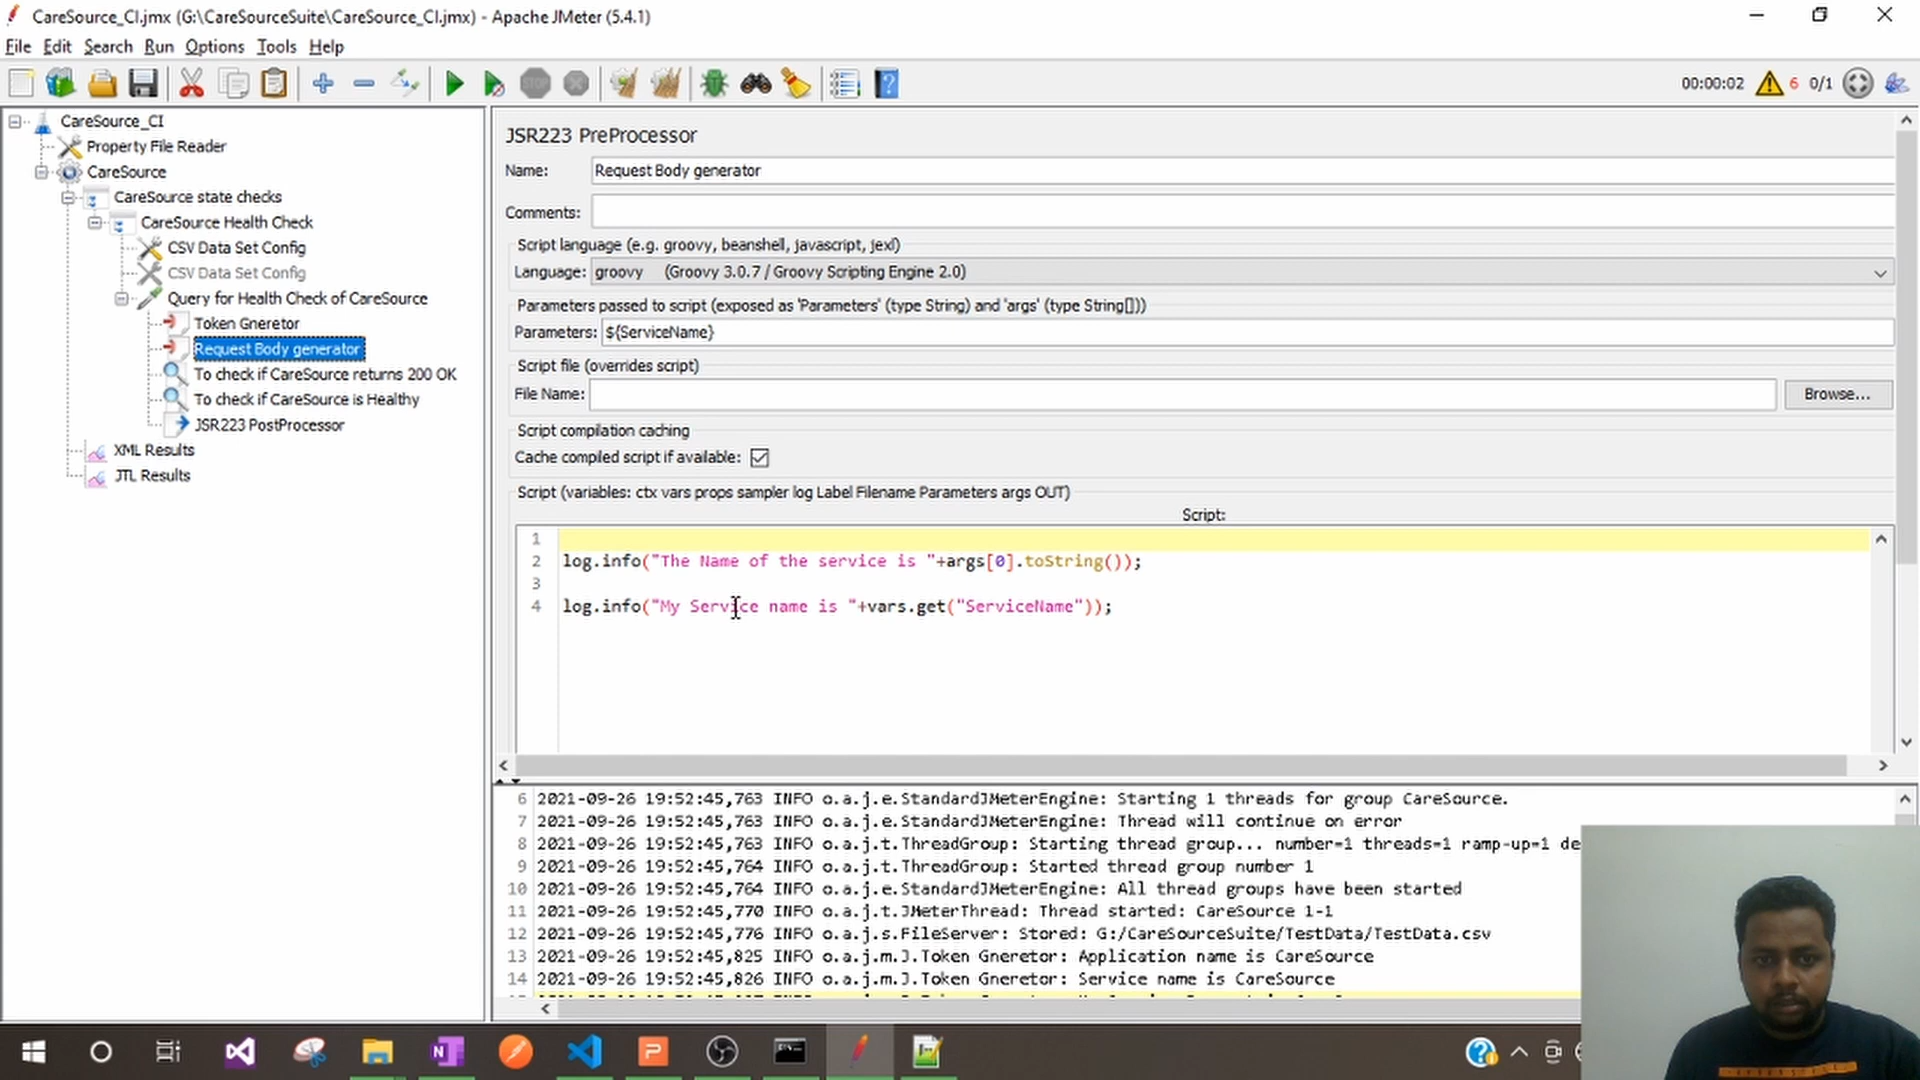 CareSource_CI.jmx (G:\CareSourceSuite\CareSource_CI.jmx) - Apache JMeter (5.4.1)
File Edit Search Run Options Tools Help
00:00:02 6 0/1
CareSource_CI
Property File Reader
CareSource
CareSource state checks
CareSource Health Check
CSV Data Set Config
CSV Data Set Config
Query for Health Check of CareSource
Token Gneretor
Request Body generator
To check if CareSource returns 200 OK
To check if CareSource is Healthy
JSR223 PostProcessor
XML Results
JTL Results
JSR223 PreProcessor
Name: Request Body generator
Comments:
Script language (e.g. groovy, beanshell, javascript, jexl)
Language: groovy (Groovy 3.0.7 / Groovy Scripting Engine 2.0)
Parameters passed to script (exposed as 'Parameters' (type String) and 'args' (type String[]))
Parameters: ${ServiceName}
Script file (overrides script)
File Name: Browse...
Script compilation caching
Cache compiled script if available:
Script (variables: ctx vars props sampler log Label Filename Parameters args OUT)
Script:
1
2 log.info("The Name of the service is "+args[0].toString());
3
4 log.info("My Service name is "+vars.get("ServiceName"));
6 2021-09-26 19:52:45,763 INFO o.a.j.e.StandardJMeterEngine: Starting 1 threads for group CareSource.
7 2021-09-26 19:52:45,763 INFO o.a.j.e.StandardJMeterEngine: Thread will continue on error
8 2021-09-26 19:52:45,763 INFO o.a.j.t.ThreadGroup: Starting thread group... number=1 threads=1 ramp-up=1 de
9 2021-09-26 19:52:45,764 INFO o.a.j.t.ThreadGroup: Started thread group number 1
10 2021-09-26 19:52:45,764 INFO o.a.j.e.StandardJMeterEngine: All thread groups have been started
11 2021-09-26 19:52:45,770 INFO o.a.j.t.JMeterThread: Thread started: CareSource 1-1
12 2021-09-26 19:52:45,776 INFO o.a.j.s.FileServer: Stored: G:/CareSourceSuite/TestData/TestData.csv
13 2021-09-26 19:52:45,825 INFO o.a.j.m.J.Token Gneretor: Application name is CareSource
14 2021-09-26 19:52:45,826 INFO o.a.j.m.J.Token Gneretor: Service name is CareSource